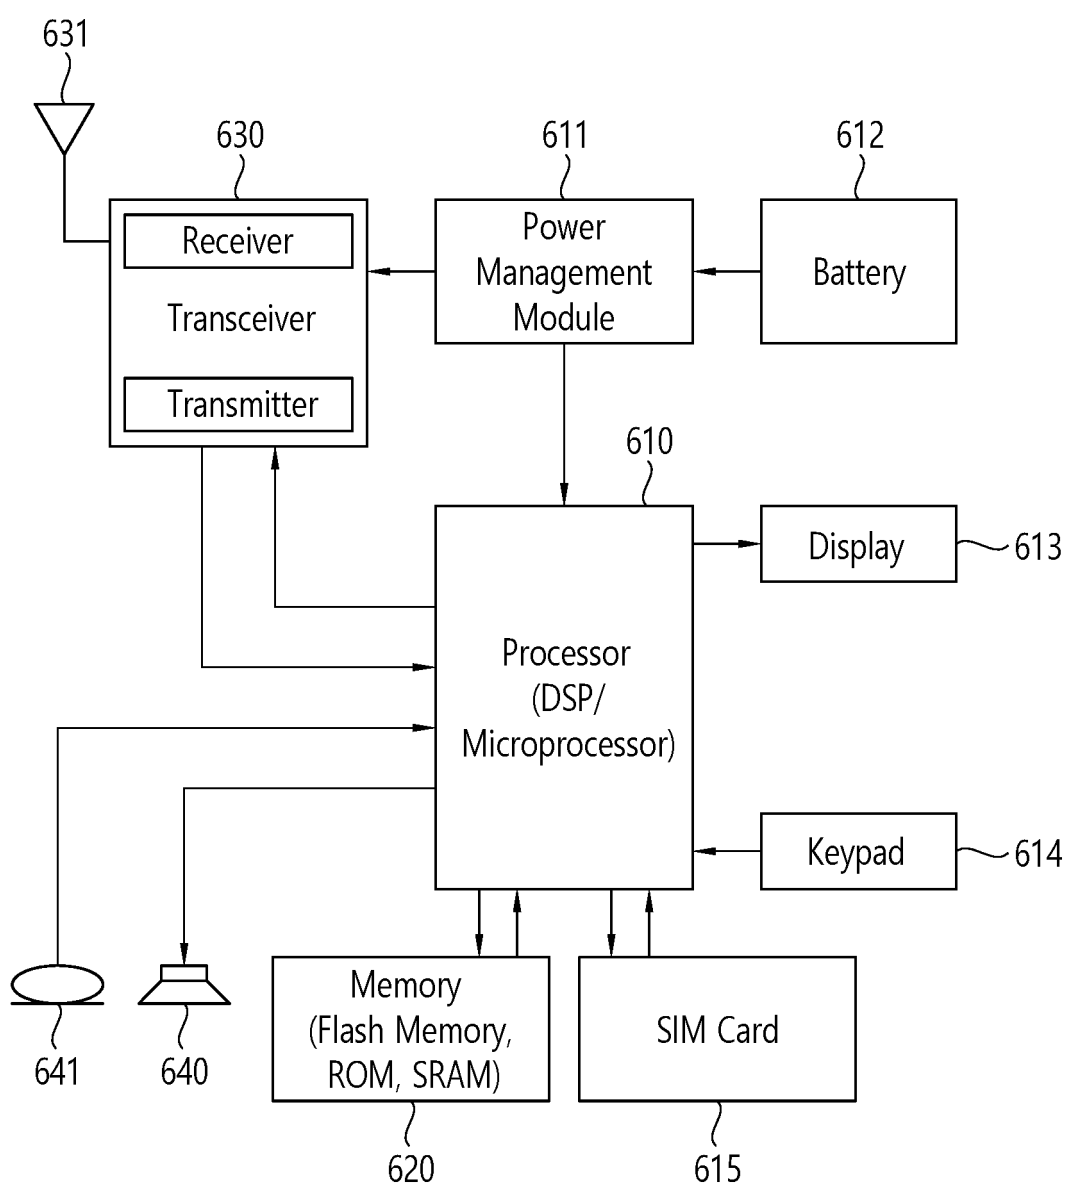 631
630
611
612
Receiver
Transceiver
Transmitter
Power
Management
Module
Battery
610
Display
613
Processor
(DSP/
Microprocessor)
Keypad
614
641
640
Memory
(Flash Memory,
ROM, SRAM)
SIM Card
620
615